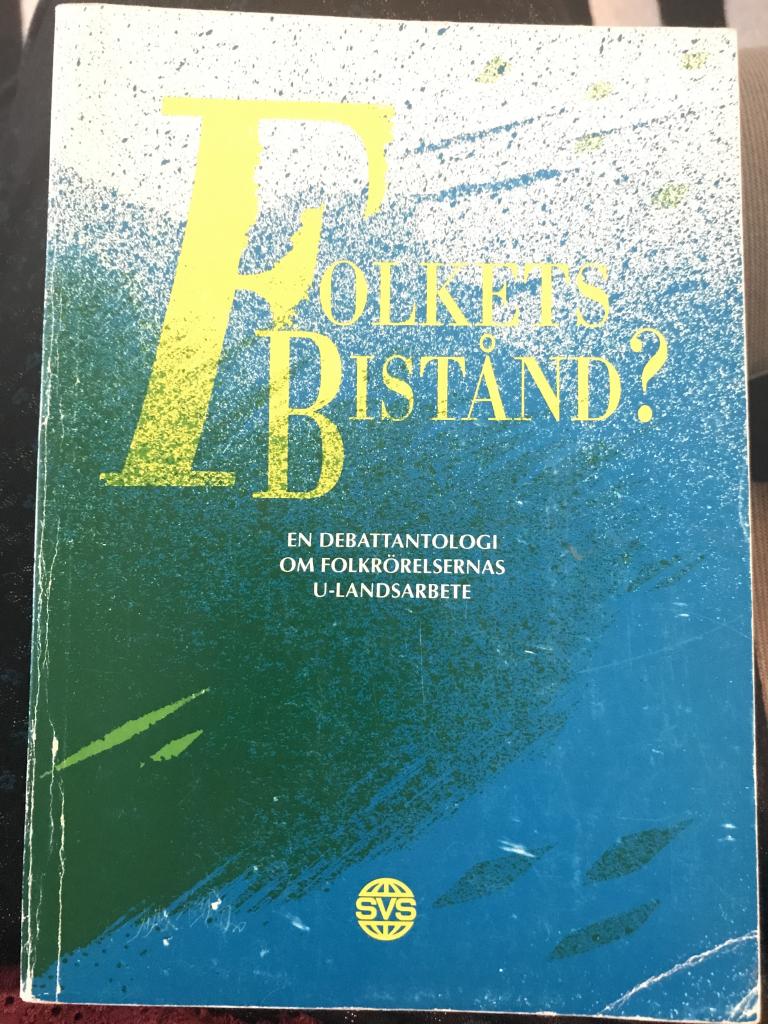 FOLKETS
BISTÅND?
EN DEBATTANTOLOGI
OM FOLKRÖRELSERNAS
U-LANDSARBETE
SVS